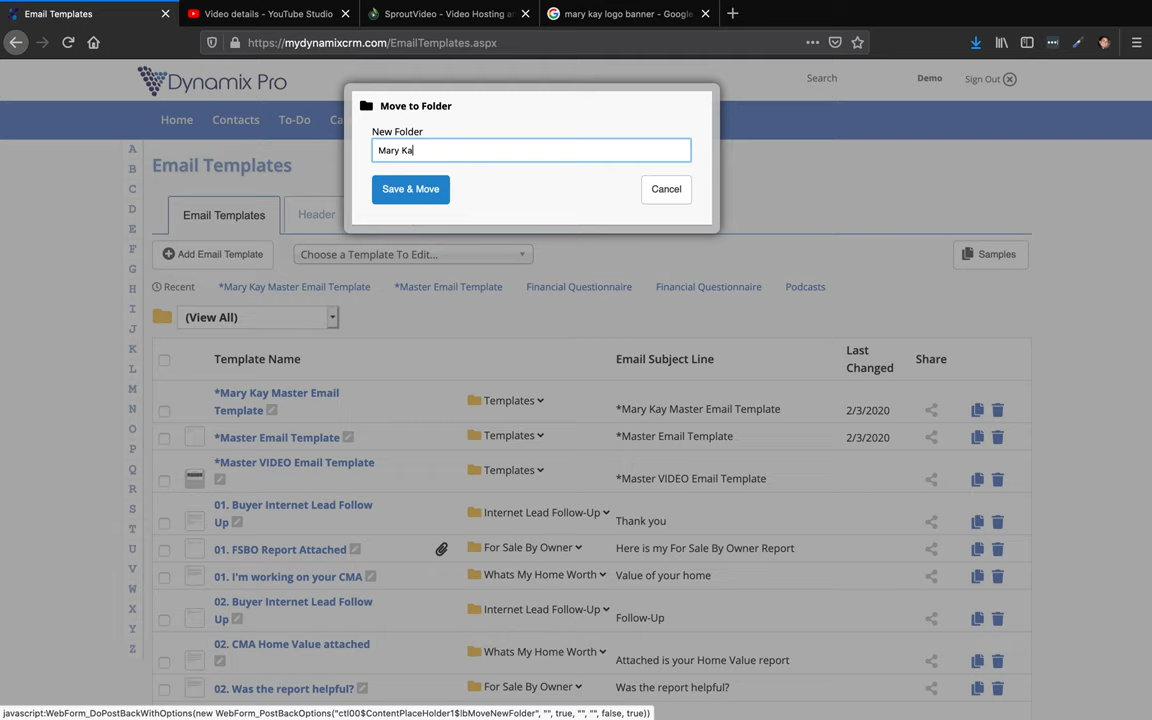 Email Templates
Video details - YouTube Studio
SproutVideo - Video Hosting a
mary kay logo banner - Google
https://mydynamixcrm.com/EmailTemplates.aspx
Dynamix Pro
Search
Demo
Sign Out
Home
Contacts
To-Do
Ca
Move to Folder
New Folder
Mary Ka
Save & Move
Cancel
Email Templates
Email Templates
Header
Add Email Template
Choose a Template To Edit...
Samples
Recent
*Mary Kay Master Email Template
*Master Email Template
Financial Questionnaire
Financial Questionnaire
Podcasts
(View All)
A
B
C
D
E
F
G
H
I
J
K
L
M
N
O
P
Q
R
S
T
U
V
W
X
Y
Z
Template Name
Email Subject Line
Last
Changed
Share
*Mary Kay Master Email
Template
Templates
*Mary Kay Master Email Template
2/3/2020
*Master Email Template
Templates
*Master Email Template
2/3/2020
*Master VIDEO Email Template
Templates
*Master VIDEO Email Template
01. Buyer Internet Lead Follow
Up
Internet Lead Follow-Up
Thank you
01. FSBO Report Attached
For Sale By Owner
Here is my For Sale By Owner Report
01. I'm working on your CMA
Whats My Home Worth
Value of your home
02. Buyer Internet Lead Follow
Up
Internet Lead Follow-Up
Follow-Up
02. CMA Home Value attached
Whats My Home Worth
Attached is your Home Value report
02. Was the report helpful?
For Sale By Owner
Was the report helpful?
javascript:WebForm_DoPostBackWithOptions(new WebForm_PostBackOptions("ctl00$ContentPlaceHolder1$lbMoveNewFolder", "", true, "", "", false, true))